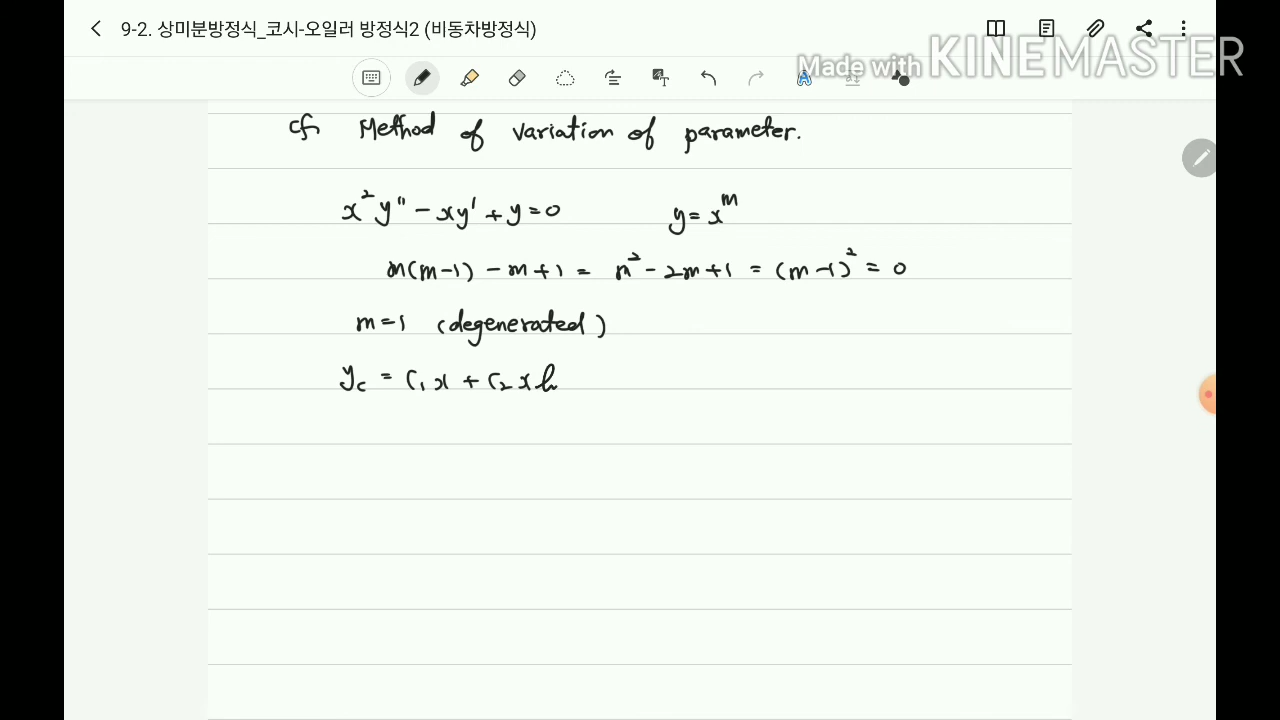 9-2. 상미분방정식_코시-오일러 방정식2 (비동차방정식)
Made with KINEMASTER
cf) Method of variation of parameter.
x²y'' - xy' + y = 0    y = x^m
m(m-1) - m + 1 = m² - 2m + 1 = (m-1)² = 0
m = 1 (degenerated)
y_c = c₁x + c₂x